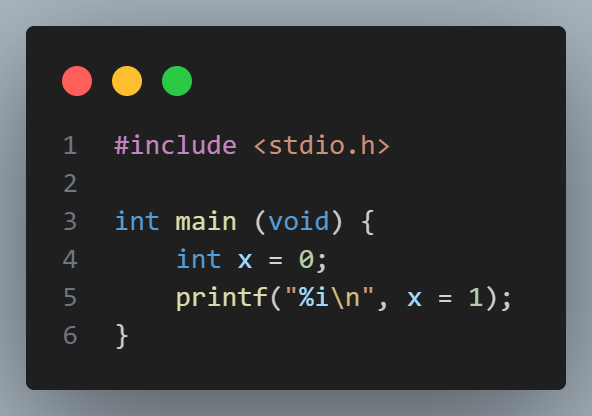 1 #include <stdio.h>
2
3 int main (void) {
4     int x = 0;
5     printf("%i\n", x = 1);
6 }